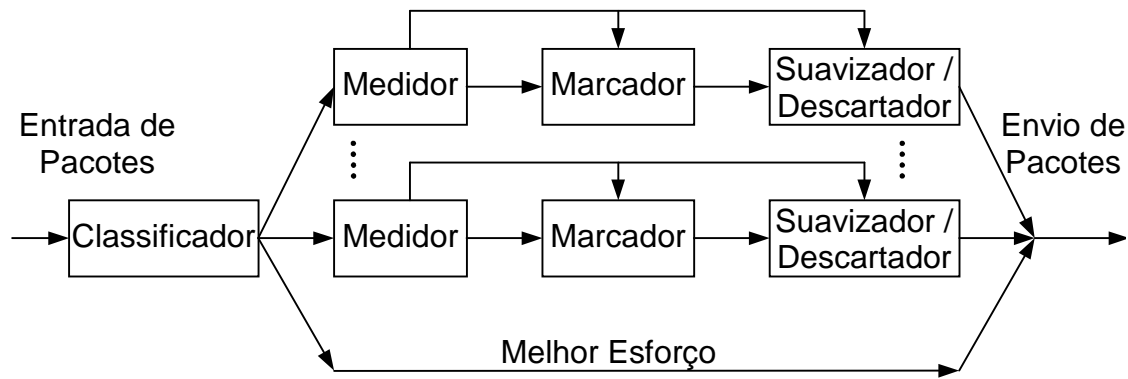 Entrada de
Pacotes
Classificador
Medidor
Marcador
Suavizador /
Descartador
Medidor
Marcador
Suavizador /
Descartador
Melhor Esforço
Envio de
Pacotes